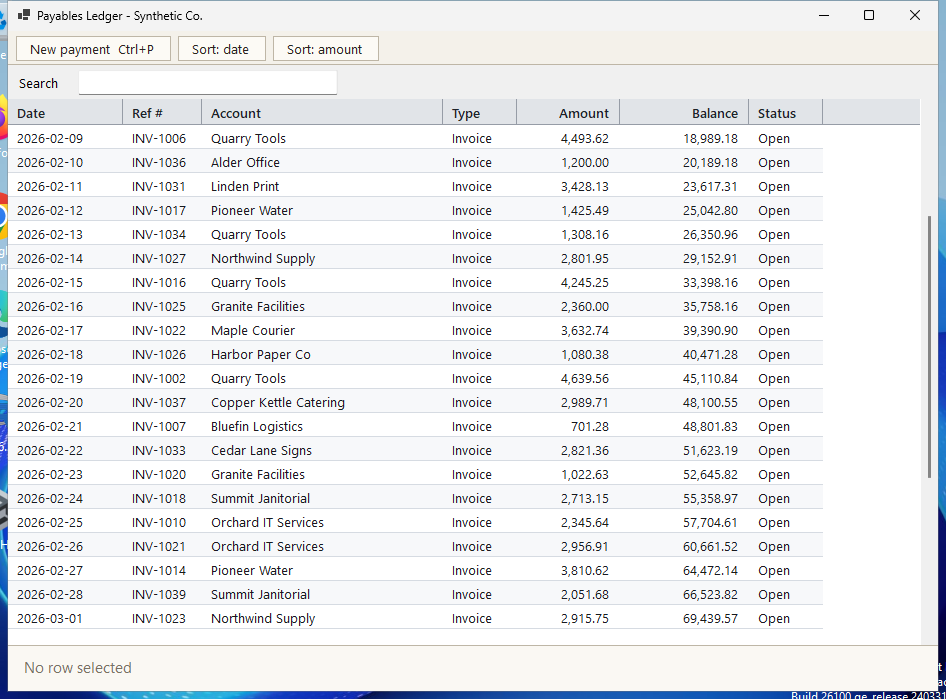 Payables Ledger - Synthetic Co.
New payment Ctrl+P Sort: date Sort: amount
Search
Date Ref # Account Type Amount Balance Status
2026-02-09 INV-1006 Quarry Tools Invoice 4,493.62 18,989.18 Open
2026-02-10 INV-1036 Alder Office Invoice 1,200.00 20,189.18 Open
2026-02-11 INV-1031 Linden Print Invoice 3,428.13 23,617.31 Open
2026-02-12 INV-1017 Pioneer Water Invoice 1,425.49 25,042.80 Open
2026-02-13 INV-1034 Quarry Tools Invoice 1,308.16 26,350.96 Open
2026-02-14 INV-1027 Northwind Supply Invoice 2,801.95 29,152.91 Open
2026-02-15 INV-1016 Quarry Tools Invoice 4,245.25 33,398.16 Open
2026-02-16 INV-1025 Granite Facilities Invoice 2,360.00 35,758.16 Open
2026-02-17 INV-1022 Maple Courier Invoice 3,632.74 39,390.90 Open
2026-02-18 INV-1026 Harbor Paper Co Invoice 1,080.38 40,471.28 Open
2026-02-19 INV-1002 Quarry Tools Invoice 4,639.56 45,110.84 Open
2026-02-20 INV-1037 Copper Kettle Catering Invoice 2,989.71 48,100.55 Open
2026-02-21 INV-1007 Bluefin Logistics Invoice 701.28 48,801.83 Open
2026-02-22 INV-1033 Cedar Lane Signs Invoice 2,821.36 51,623.19 Open
2026-02-23 INV-1020 Granite Facilities Invoice 1,022.63 52,645.82 Open
2026-02-24 INV-1018 Summit Janitorial Invoice 2,713.15 55,358.97 Open
2026-02-25 INV-1010 Orchard IT Services Invoice 2,345.64 57,704.61 Open
2026-02-26 INV-1021 Orchard IT Services Invoice 2,956.91 60,661.52 Open
2026-02-27 INV-1014 Pioneer Water Invoice 3,810.62 64,472.14 Open
2026-02-28 INV-1039 Summit Janitorial Invoice 2,051.68 66,523.82 Open
2026-03-01 INV-1023 Northwind Supply Invoice 2,915.75 69,439.57 Open
No row selected
Build 26100.ge_release.240331